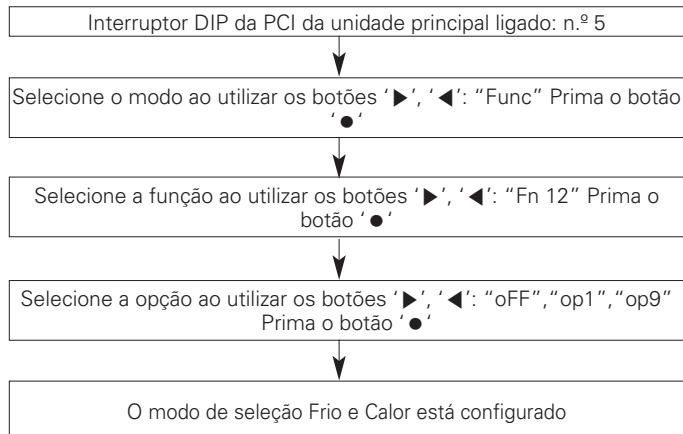 Interruptor DIP da PCI da unidade principal ligado: n.º 5
Selecione o modo ao utilizar os botões ‘▶’, ‘◀’: “Func” Prima o botão
‘●‘
Selecione a função ao utilizar os botões ‘▶’, ‘◀’: “Fn 12” Prima o
botão ‘●‘
Selecione a opção ao utilizar os botões ‘▶’, ‘◀’: “oFF”,“op1”,“op9”
Prima o botão ‘●‘
O modo de seleção Frio e Calor está configurado